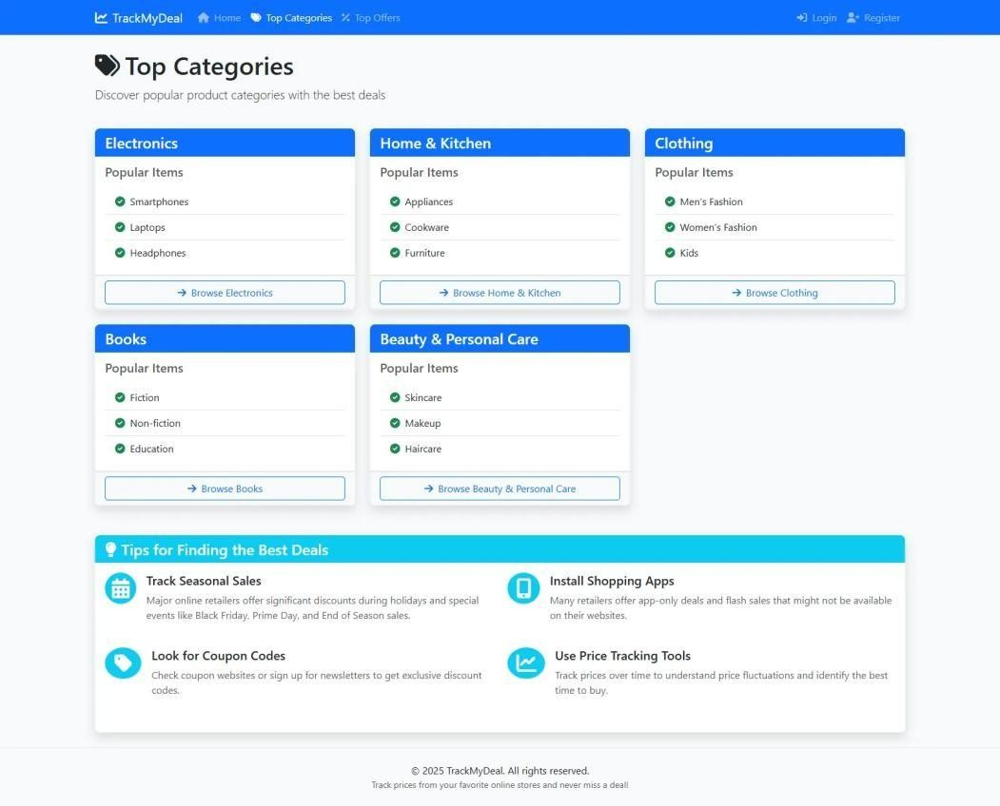 TrackMyDeal Home Top Categories Top Offers Login Register
Top Categories
Discover popular product categories with the best deals
Electronics
Popular Items
Smartphones
Laptops
Headphones
Browse Electronics
Home & Kitchen
Popular Items
Appliances
Cookware
Furniture
Browse Home & Kitchen
Clothing
Popular Items
Men's Fashion
Women's Fashion
Kids
Browse Clothing
Books
Popular Items
Fiction
Non-fiction
Education
Browse Books
Beauty & Personal Care
Popular Items
Skincare
Makeup
Haircare
Browse Beauty & Personal Care
Tips for Finding the Best Deals
Track Seasonal Sales
Major online retailers offer significant discounts during holidays and special
events like Black Friday, Prime Day, and End of Season sales.
Install Shopping Apps
Many retailers offer app-only deals and flash sales that might not be available
on their websites.
Look for Coupon Codes
Check coupon websites or sign up for newsletters to get exclusive discount
codes.
Use Price Tracking Tools
Track prices over time to understand price fluctuations and identify the best
time to buy.
© 2025 TrackMyDeal. All rights reserved.
Track prices from your favorite online stores and never miss a deal!